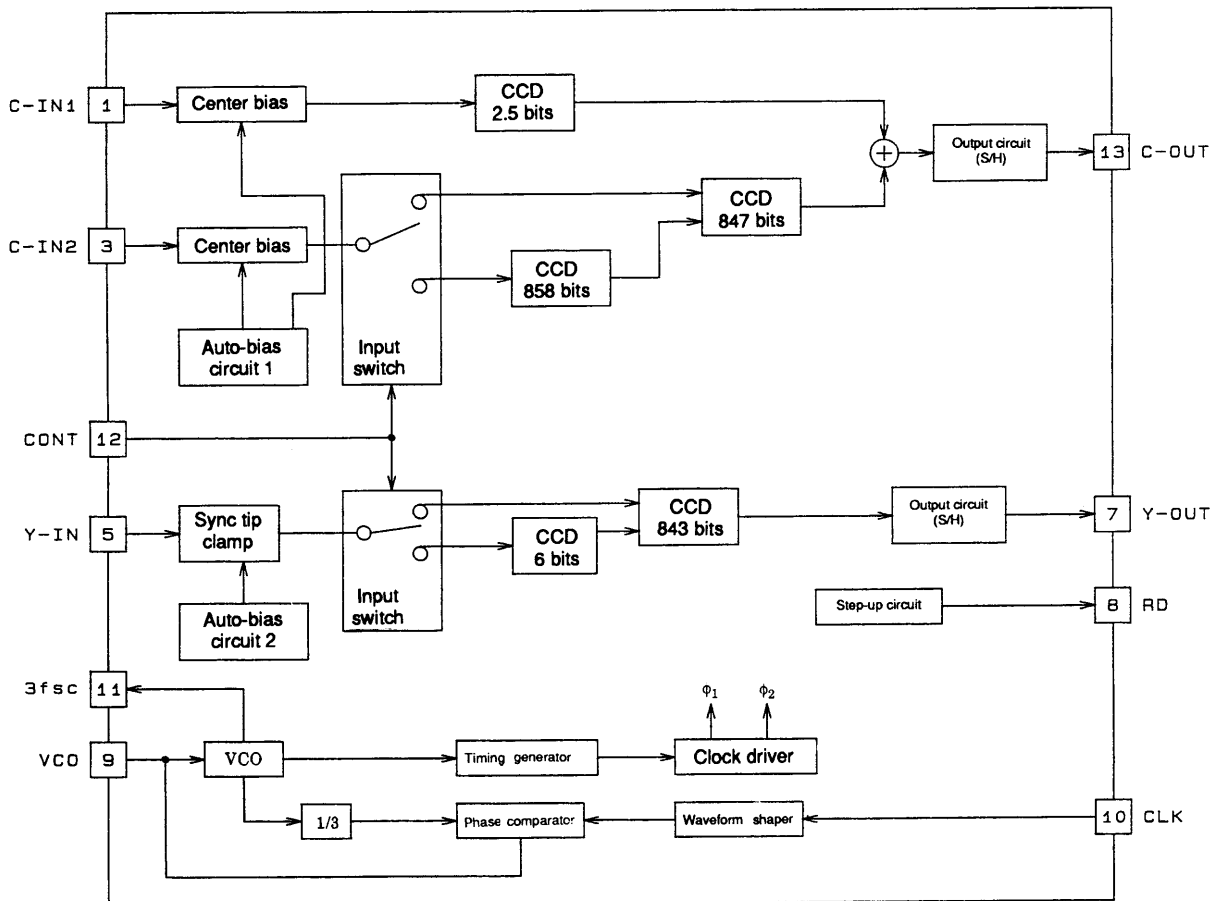 C-IN1
1
Center bias
CCD
2.5 bits
Output circuit
(S/H)
13
C-OUT
C-IN2
3
Center bias
CCD
847 bits
CCD
858 bits
Auto-bias
circuit 1
Input
switch
CONT
12
Y-IN
5
Sync tip
clamp
CCD
843 bits
CCD
6 bits
Output circuit
(S/H)
7
Y-OUT
Input
switch
Auto-bias
circuit 2
Step-up circuit
8
RD
3fsc
11
ϕ1
ϕ2
VCO
9
VCO
Timing generator
Clock driver
1/3
Phase comparator
Waveform shaper
10
CLK